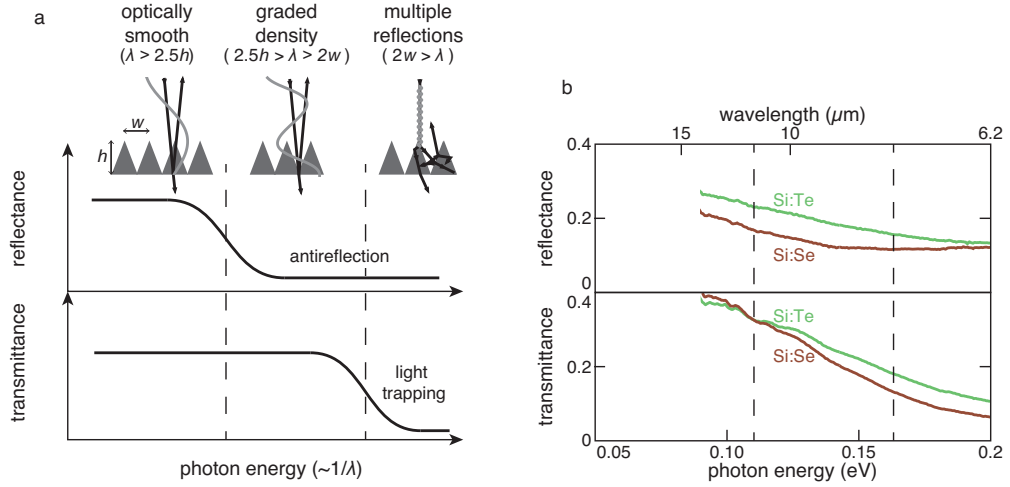 a
optically
smooth
(λ > 2.5h)
graded
density
( 2.5h > λ > 2w)
multiple
reflections
( 2w > λ)
w
h
reflectance
antireflection
transmittance
light
trapping
photon energy (~1/λ)
b
wavelength (μm)
15
10
6.2
0.4
0.2
0
reflectance
Si:Te
Si:Se
0.4
0.2
0
transmittance
Si:Te
Si:Se
0.05
0.10
0.15
0.2
photon energy (eV)